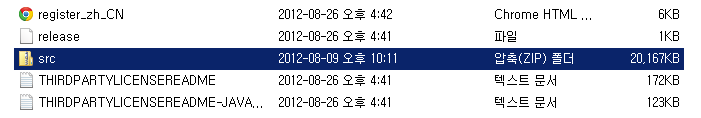 register_zh_CN 2012-08-26 오후 4:42 Chrome HTML ... 6KB
release 2012-08-26 오후 4:41 파일 1KB
src 2012-08-09 오후 10:11 압축(ZIP) 폴더 20,167KB
THIRDPARTYLICENSEREADME 2012-08-26 오후 4:41 텍스트 문서 172KB
THIRDPARTYLICENSEREADME-JAVA... 2012-08-26 오후 4:41 텍스트 문서 123KB